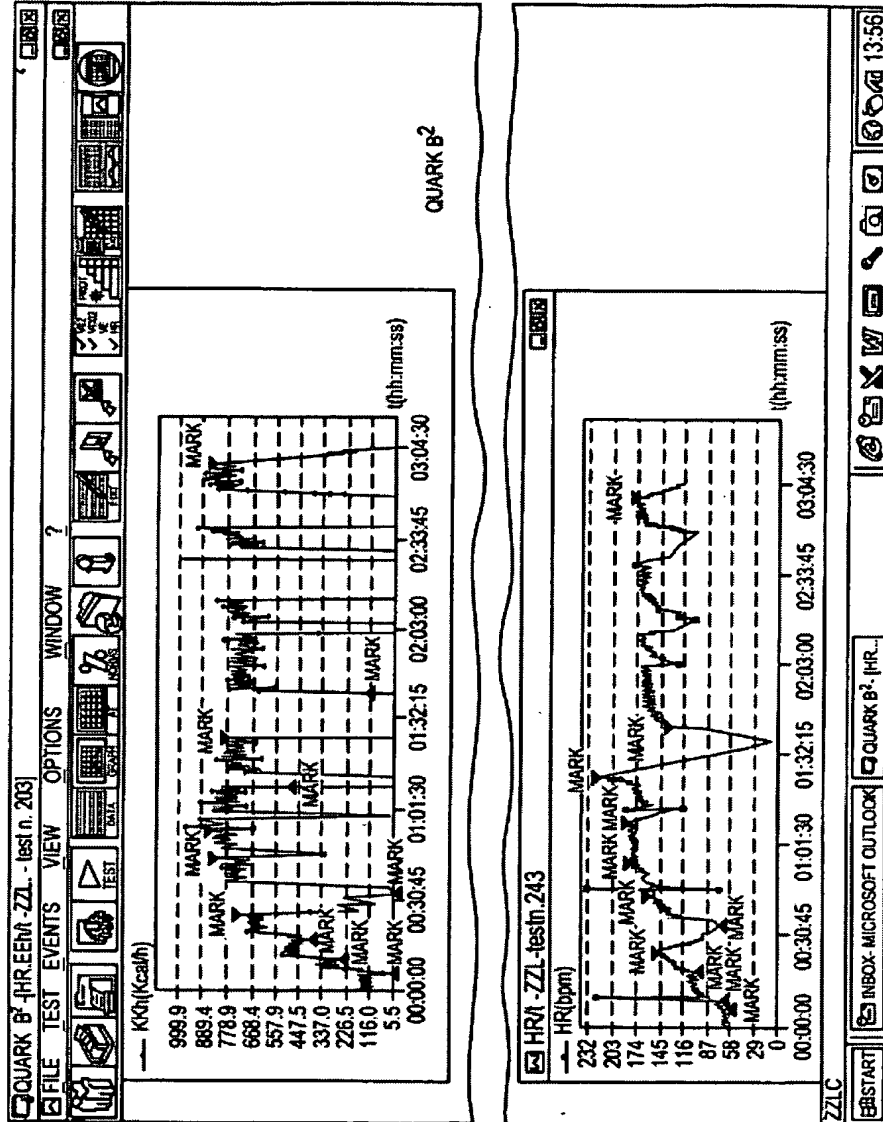 QUARK B² -[HR.EEh/t -ZZL.. - test n. 203]
FILE TEST EVENTS VIEW OPTIONS WINDOW ?
TEST
DATA
GRAPH
AT
%
NORMS
PROT
VE
HR
KKh(Kcal/h)
999.9
889.4
778.9
668.4
557.9
447.5
337.0
226.5
116.0
5.5
MARK
MARK
MARK
MARK
MARK
MARK
MARK
MARK
MARK
MARK
00:00:00 00:30:45 01:01:30 01:32:15 02:03:00 02:33:45 03:04:30
t(hh:mm:ss)
QUARK B²
HR/t -ZZL-testn.243
HR(bpm)
232
203
174
145
116
87
58
29
0
MARK
MARK
MARK
MARK
MARK
MARK
MARK
MARK
MARK
MARK
MARK
00:00:00 00:30:45 01:01:30 01:32:15 02:03:00 02:33:45 03:04:30
t(hh:mm:ss)
ZZLC
START INBOX- MICROSOFT OUTLOOK QUARK B²- [HR... 13:56